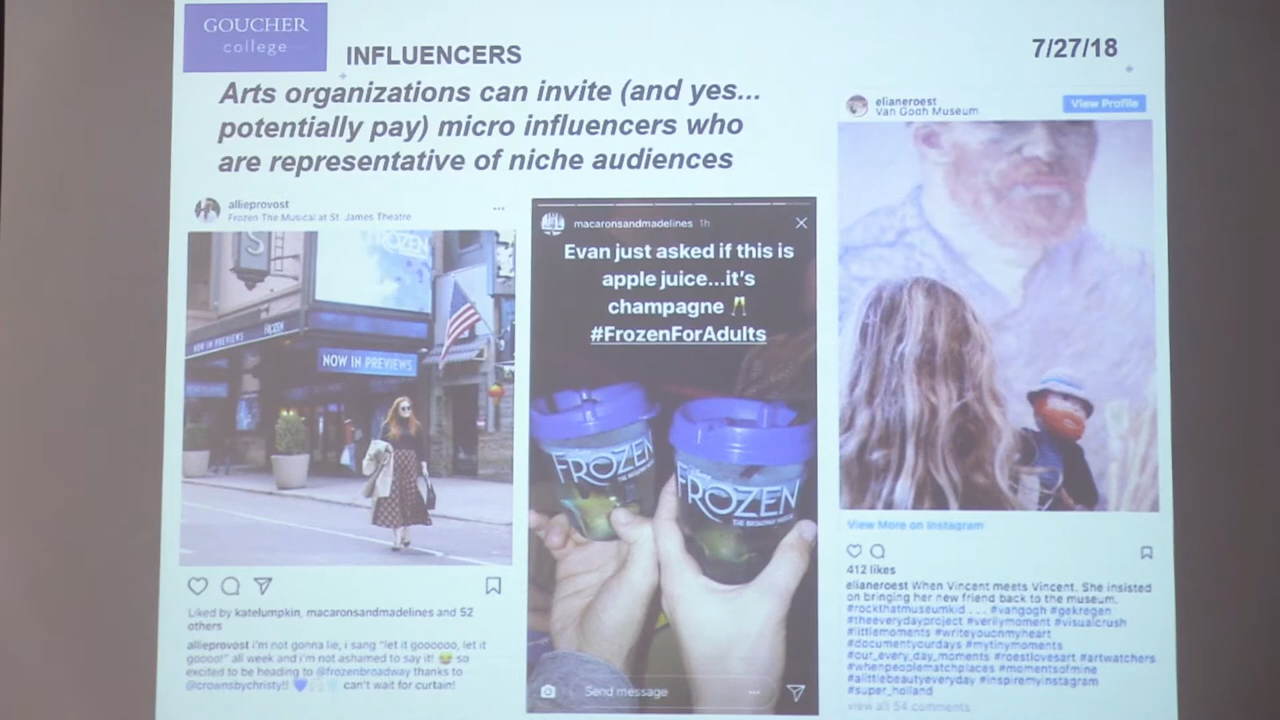 GOUCHER
college
INFLUENCERS
7/27/18
Arts organizations can invite (and yes...
potentially pay) micro influencers who
are representative of niche audiences
allieprovost
Frozen The Musical at St. James Theatre
S
FROZEN
NOW IN PREVIEWS
FROZEN
NOW IN PREVIEWS
Liked by katelumpkin, macaronsandmadelines and 52
others
allieprovost i'm not gonna lie, i sang "let it goooooo, let it
goooo!" all week and i'm not ashamed to say it! 😂 so
excited to be heading to @frozenbroadway thanks to
@crownsbychristy!! can't wait for curtain!
macaronsandmadelines 1h
Evan just asked if this is
apple juice...it's
champagne 🥂
#FrozenForAdults
FROZEN
FROZEN
THE BROADWAY MUSICAL
Send message
elianeroest
Van Gogh Museum
View Profile
View More on Instagram
412 likes
elianeroest When Vincent meets Vincent. She insisted
on bringing her new friend back to the museum.
#rockthatmuseumkid . . . #vangogh #gekregen
#theeverydayproject #verilymoment #visualcrush
#littlemoments #writeyouonmyheart
#documentyourdays #mytinymoments
#our_every_day_moments #roestlovesart #artwatchers
#whenpeoplematchplaces #momentsofmine
#alittlebeautyeveryday #inspiremyinstagram
#super_holland
view all 54 comments